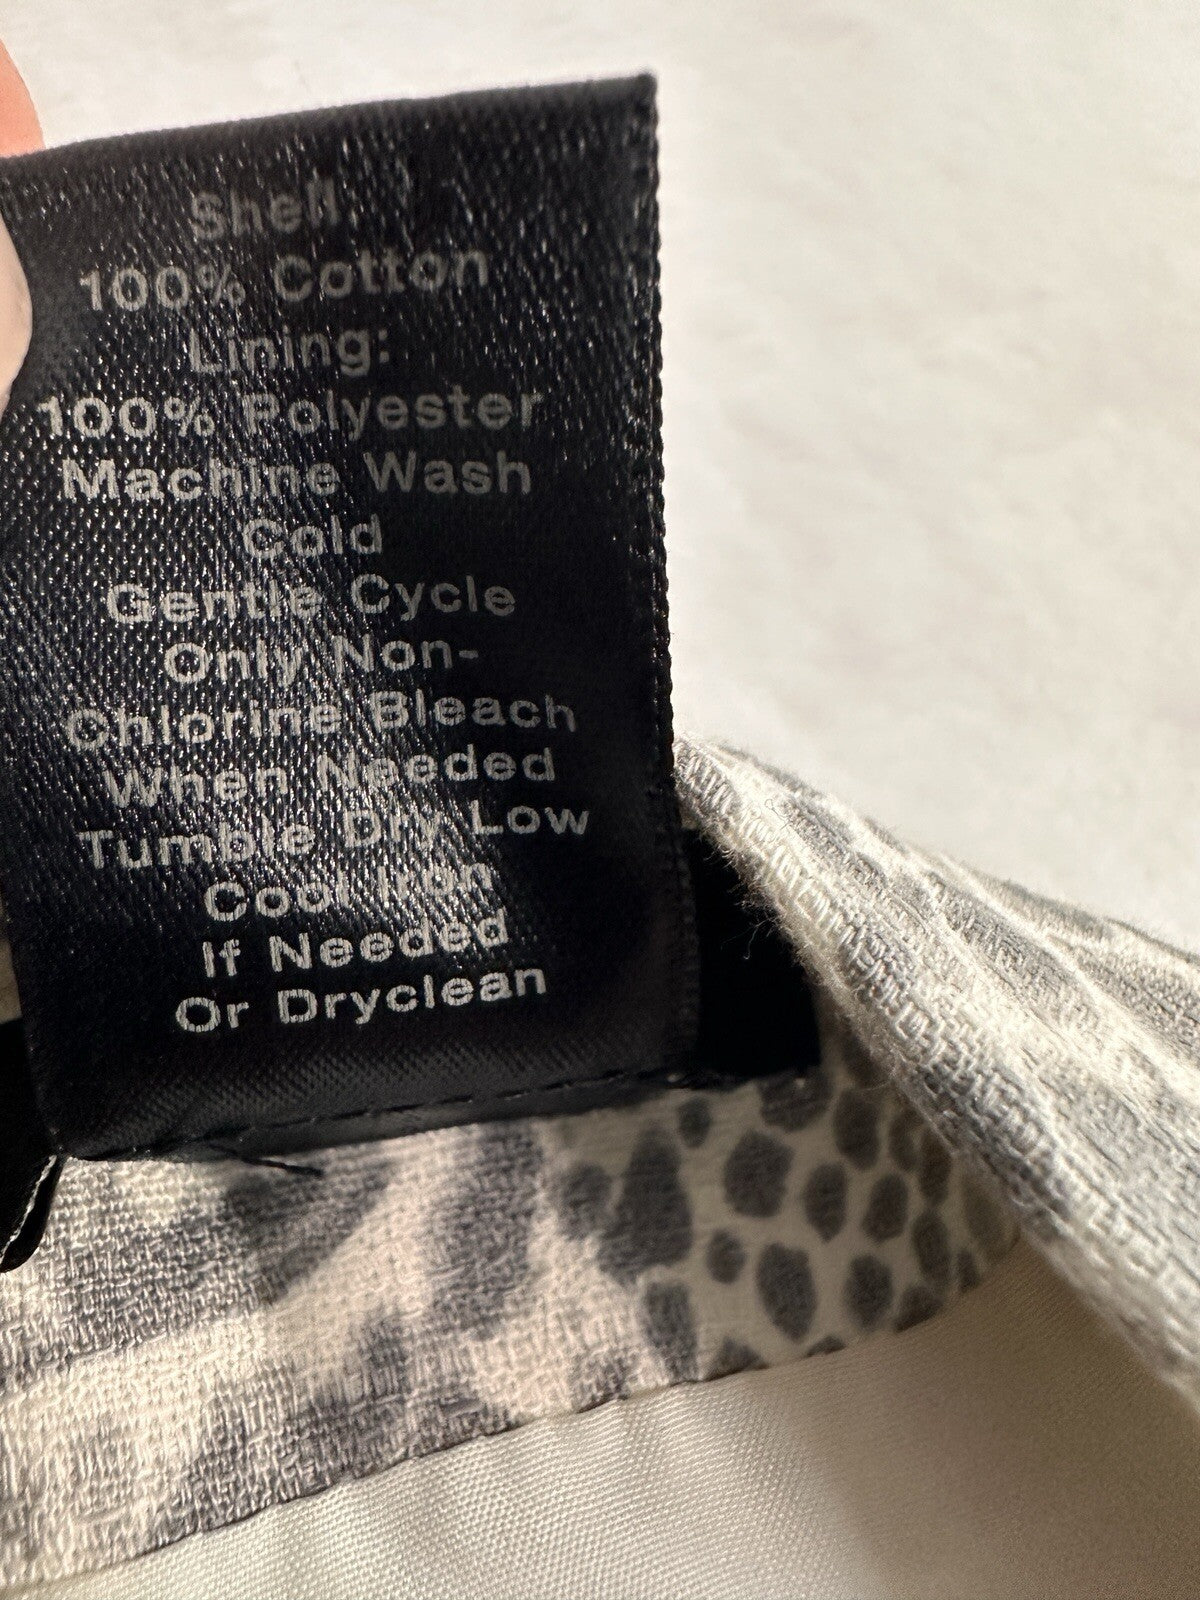 Shell
100% Cotton
Lining:
100% Polyester
Machine Wash
Cold
Gentle Cycle
Only Non-
Chlorine Bleach
When Needed
Tumble Dry Low
Cool Iron
If Needed
Or Dryclean